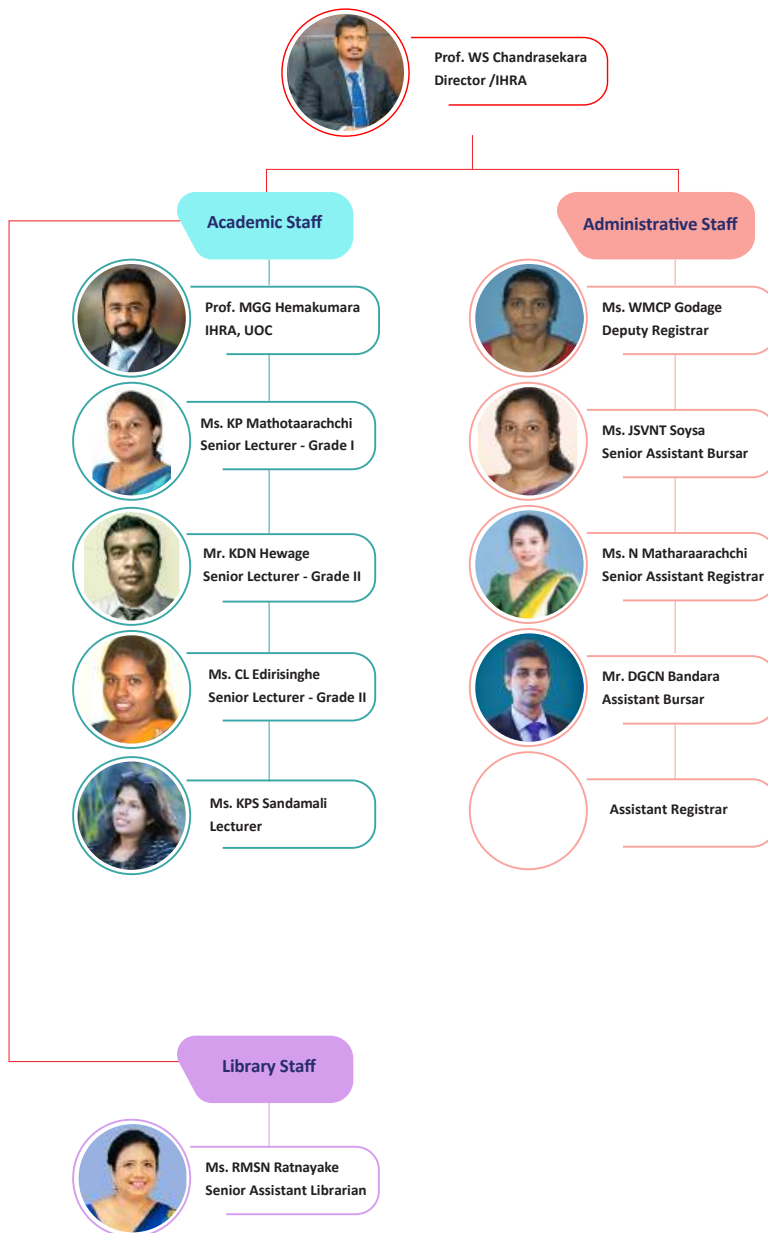 Prof. WS Chandrasekara
Director /IHRA
Academic Staff
Prof. MGG Hemakumara
IHRA, UOC
Ms. KP Mathotaarachchi
Senior Lecturer - Grade I
Mr. KDN Hewage
Senior Lecturer - Grade II
Ms. CL Edirisinghe
Senior Lecturer - Grade II
Ms. KPS Sandamali
Lecturer
Administrative Staff
Ms. WMCP Godage
Deputy Registrar
Ms. JSVNT Soysa
Senior Assistant Bursar
Ms. N Matharaarachchi
Senior Assistant Registrar
Mr. DGCN Bandara
Assistant Bursar
Assistant Registrar
Library Staff
Ms. RMSN Ratnayake
Senior Assistant Librarian